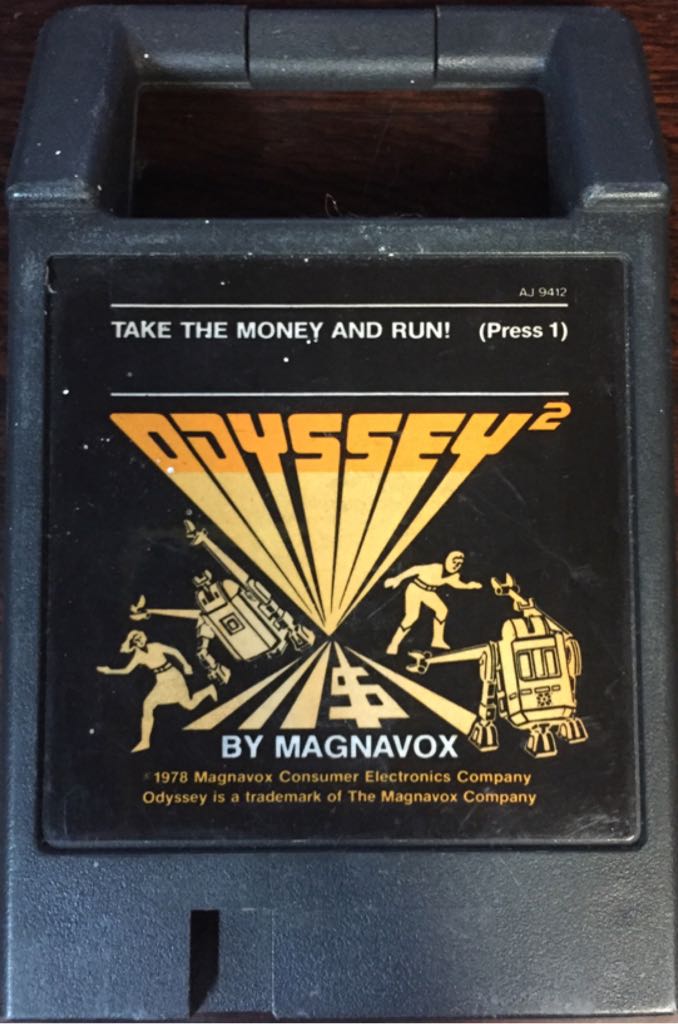 AJ 9412
TAKE THE MONEY AND RUN! (Press 1)
ODYSSEY²
$
BY MAGNAVOX
©1978 Magnavox Consumer Electronics Company
Odyssey is a trademark of The Magnavox Company